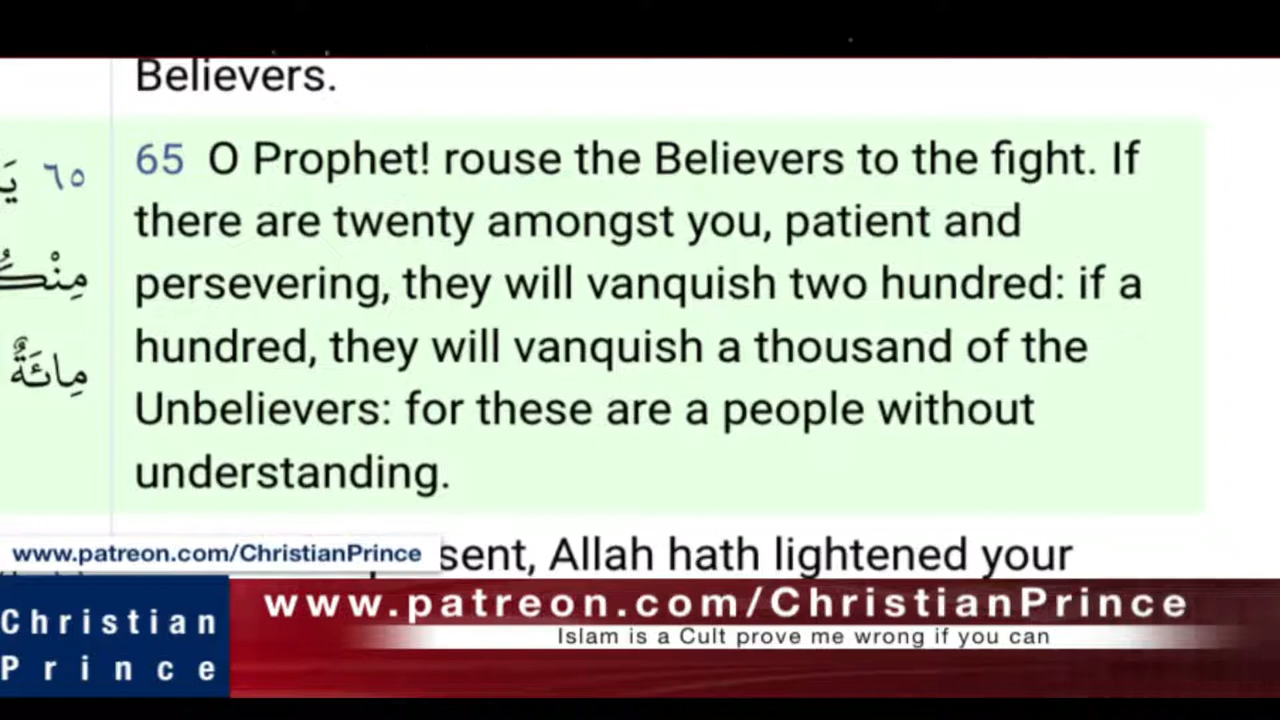 Believers.
٦٥
مِنْكُ
مِائَةٌ
65 O Prophet! rouse the Believers to the fight. If
there are twenty amongst you, patient and
persevering, they will vanquish two hundred: if a
hundred, they will vanquish a thousand of the
Unbelievers: for these are a people without
understanding.
sent, Allah hath lightened your
www.patreon.com/ChristianPrince
Christian
Prince
www.patreon.com/ChristianPrince
Islam is a Cult prove me wrong if you can